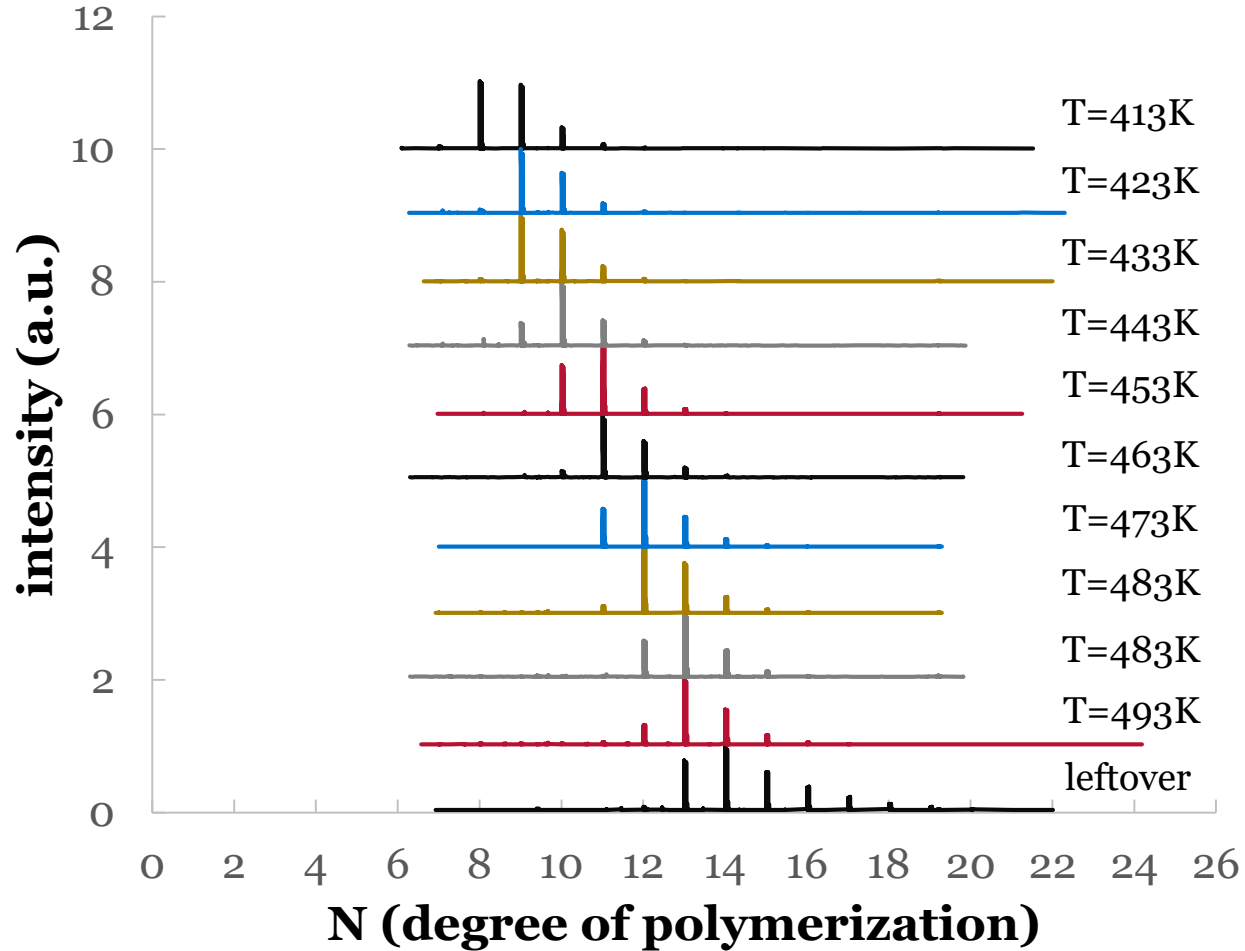 12
10
8
6
4
2
0
intensity (a.u.)
T=413K
T=423K
T=433K
T=443K
T=453K
T=463K
T=473K
T=483K
T=483K
T=493K
leftover
0 2 4 6 8 10 12 14 16 18 20 22 24 26
N (degree of polymerization)